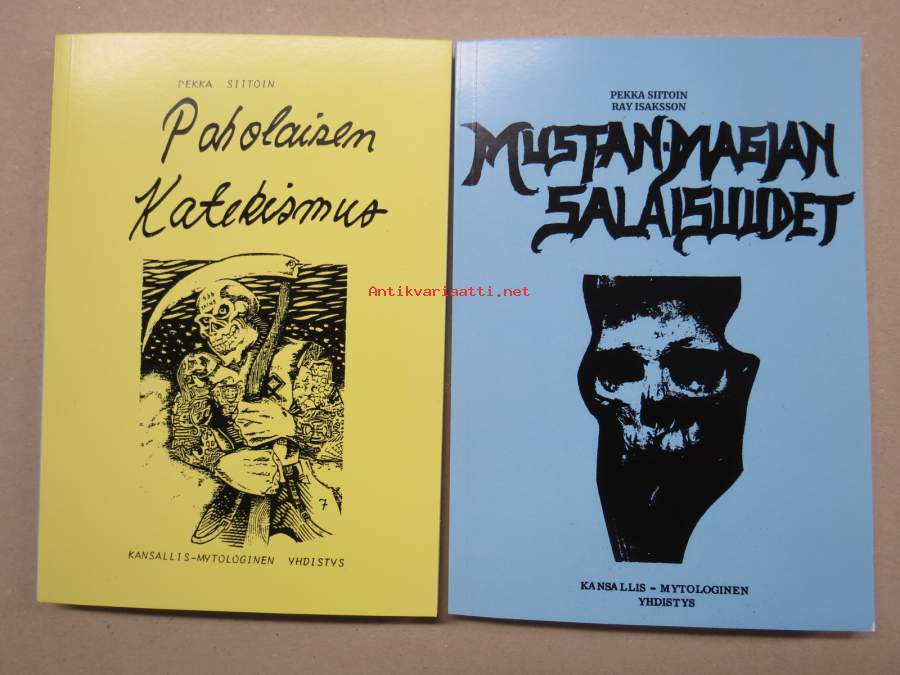 PEKKA SIITOIN
Paholaisen
Katekismus
7
KANSALLIS-MYTOLOGINEN YHDISTYS
PEKKA SIITOIN
RAY ISAKSSON
MUSTAN-MAGIAN
SALAISUUDET
KANSALLIS - MYTOLOGINEN
YHDISTYS
Antikvariaatti.net